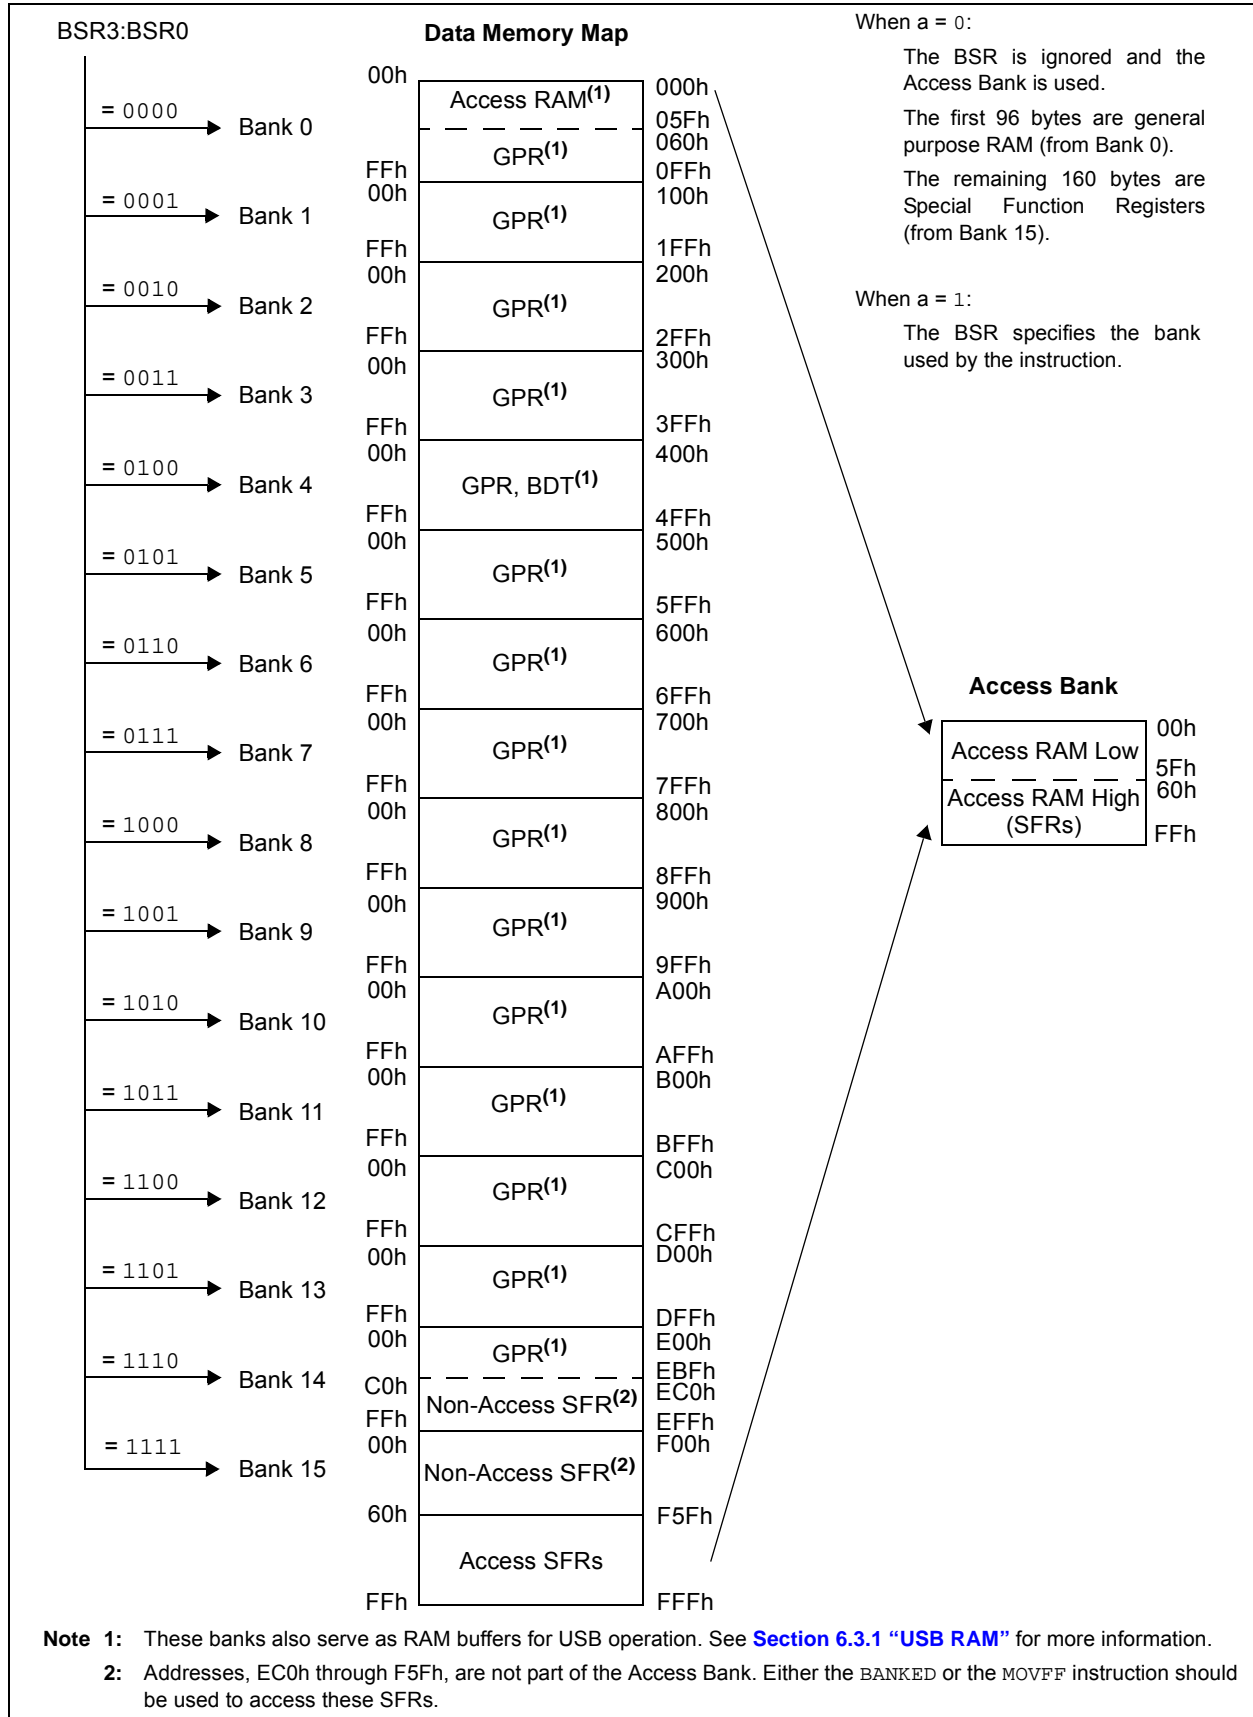 BSR3:BSR0
Data Memory Map
When a = 0:
The BSR is ignored and the
Access Bank is used.
The first 96 bytes are general
purpose RAM (from Bank 0).
The remaining 160 bytes are
Special Function Registers
(from Bank 15).
When a = 1:
The BSR specifies the bank
used by the instruction.
= 0000
Bank 0
00h
Access RAM(1)
000h
05Fh
060h
GPR(1)
FFh
0FFh
= 0001
Bank 1
00h
100h
GPR(1)
FFh
1FFh
= 0010
Bank 2
00h
200h
GPR(1)
FFh
2FFh
= 0011
Bank 3
00h
300h
GPR(1)
FFh
3FFh
= 0100
Bank 4
00h
400h
GPR, BDT(1)
FFh
4FFh
= 0101
Bank 5
00h
500h
GPR(1)
FFh
5FFh
= 0110
Bank 6
00h
600h
GPR(1)
FFh
6FFh
= 0111
Bank 7
00h
700h
GPR(1)
FFh
7FFh
= 1000
Bank 8
00h
800h
GPR(1)
FFh
8FFh
= 1001
Bank 9
00h
900h
GPR(1)
FFh
9FFh
= 1010
Bank 10
00h
A00h
GPR(1)
FFh
AFFh
= 1011
Bank 11
00h
B00h
GPR(1)
FFh
BFFh
= 1100
Bank 12
00h
C00h
GPR(1)
FFh
CFFh
= 1101
Bank 13
00h
D00h
GPR(1)
FFh
DFFh
= 1110
Bank 14
00h
E00h
GPR(1)
EBFh
C0h
EC0h
Non-Access SFR(2)
FFh
EFFh
= 1111
Bank 15
00h
F00h
Non-Access SFR(2)
60h
F5Fh
Access SFRs
FFh
FFFh
Access Bank
00h
Access RAM Low
5Fh
60h
Access RAM High
(SFRs)
FFh
Note 1: These banks also serve as RAM buffers for USB operation. See Section 6.3.1 “USB RAM” for more information.
2: Addresses, EC0h through F5Fh, are not part of the Access Bank. Either the BANKED or the MOVFF instruction should
be used to access these SFRs.